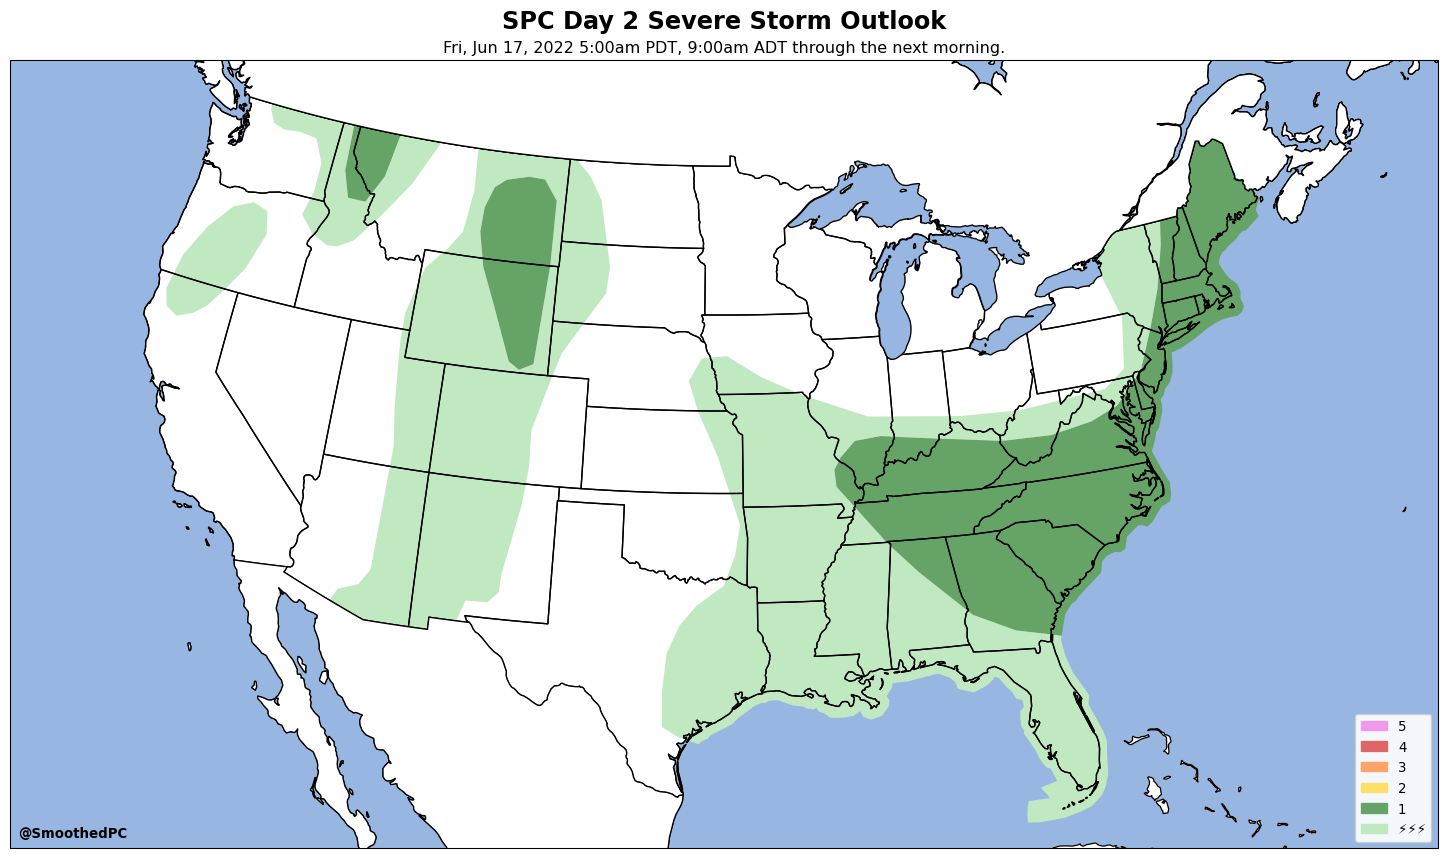 SPC Day 2 Severe Storm Outlook
Fri, Jun 17, 2022 5:00am PDT, 9:00am ADT through the next morning.
5
4
3
2
1
⚡⚡⚡
@SmoothedPC